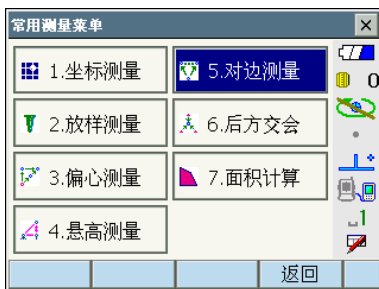 常用测量菜单
1.坐标测量
5.对边测量
0
2.放样测量
6.后方交会
3.偏心测量
7.面积计算
4.悬高测量
1
返回